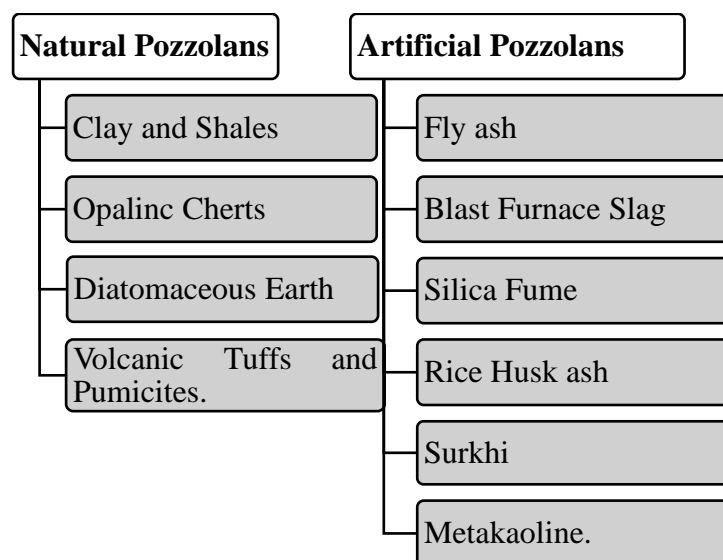 Natural Pozzolans
Clay and Shales
Opalinc Cherts
Diatomaceous Earth
Volcanic Tuffs and
Pumicites.
Artificial Pozzolans
Fly ash
Blast Furnace Slag
Silica Fume
Rice Husk ash
Surkhi
Metakaoline.